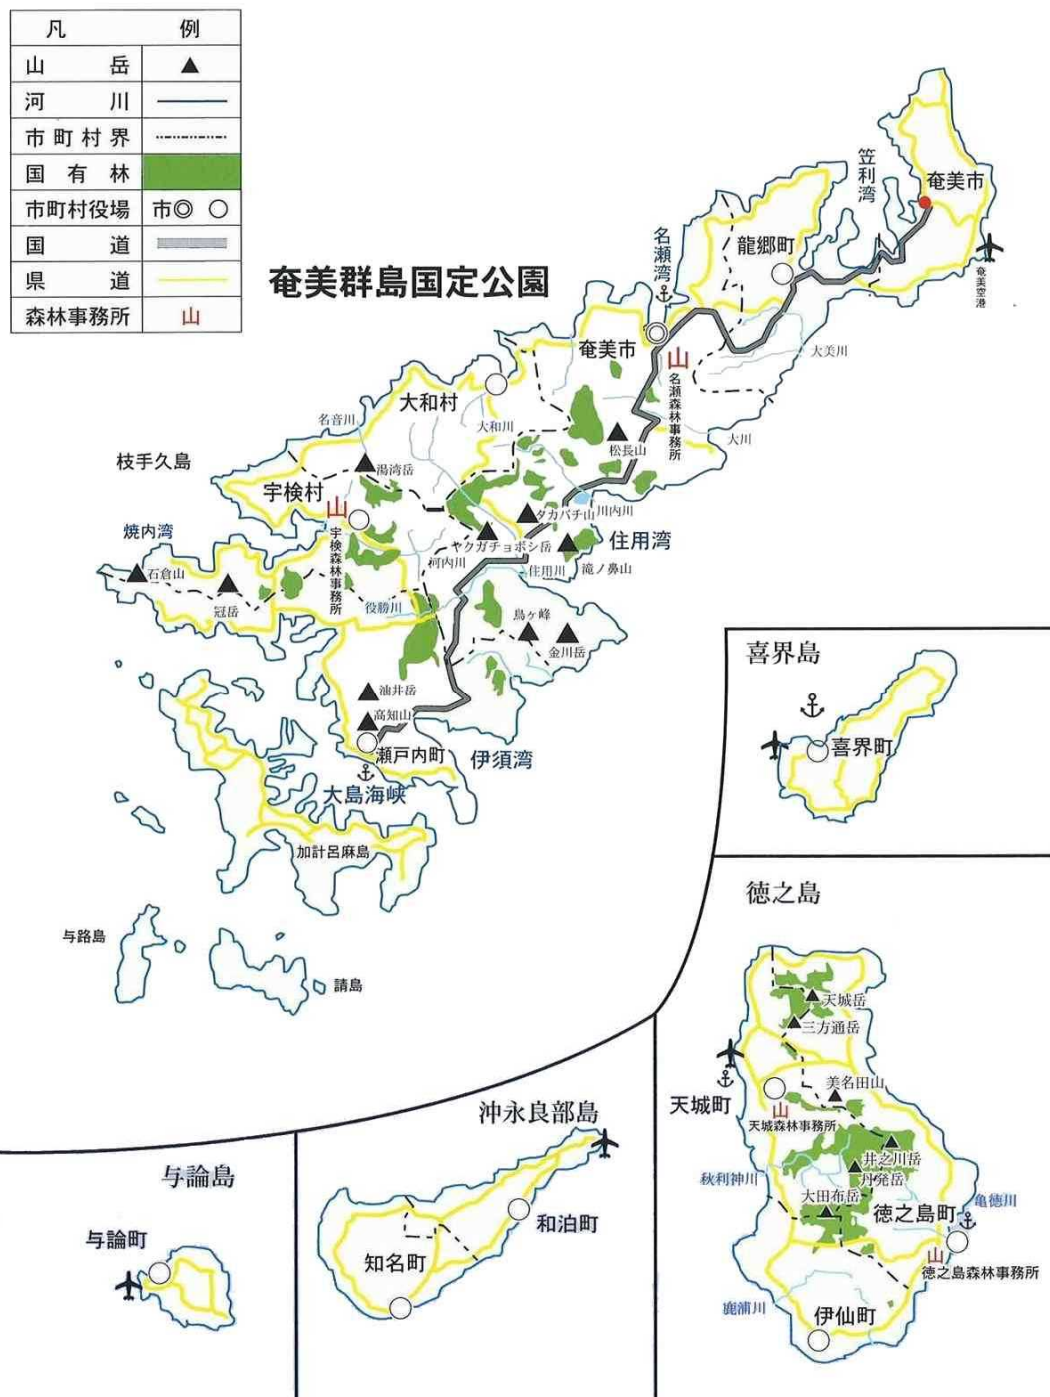 凡例
山岳
河川
市町村界
国有林
市町村役場 市◎ ○
国道
県道
森林事務所 山
奄美群島国定公園
笠利湾
奄美市
奄美空港
名瀬湾
龍郷町
大美川
奄美市
山
名瀬森林事務所
大和村
名音川
大和川
大川
松長山
枝手久島
湯湾岳
宇検村
山
宇検森林事務所
タカバチ山
川内川
焼内湾
ヤクガチョボシ岳
住用湾
河内川
住用川
滝ノ鼻山
石倉山
冠岳
役勝川
鳥ヶ峰
金川岳
油井岳
高知山
瀬戸内町
伊須湾
大島海峡
加計呂麻島
与路島
請島
喜界島
喜界町
徳之島
天城岳
三方通岳
美名田山
天城町
山
天城森林事務所
井之川岳
丹発岳
秋利神川
大田布岳
徳之島町
亀徳川
山
徳之島森林事務所
鹿浦川
伊仙町
沖永良部島
和泊町
知名町
与論島
与論町